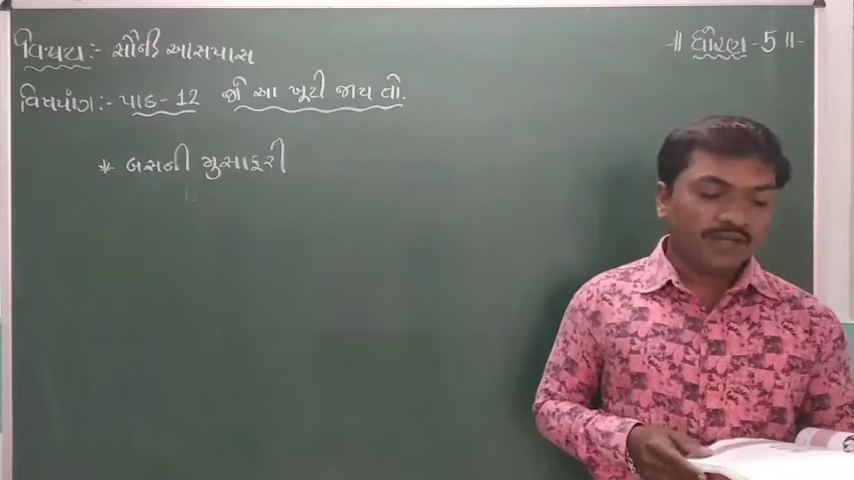 વિષય :- સૌની આસપાસ
॥ ધોરણ - 5 ॥
વિષયાંગ :- પાઠ - 12 જો આ ખૂટી જાય તો.
* બસની મુસાફરી